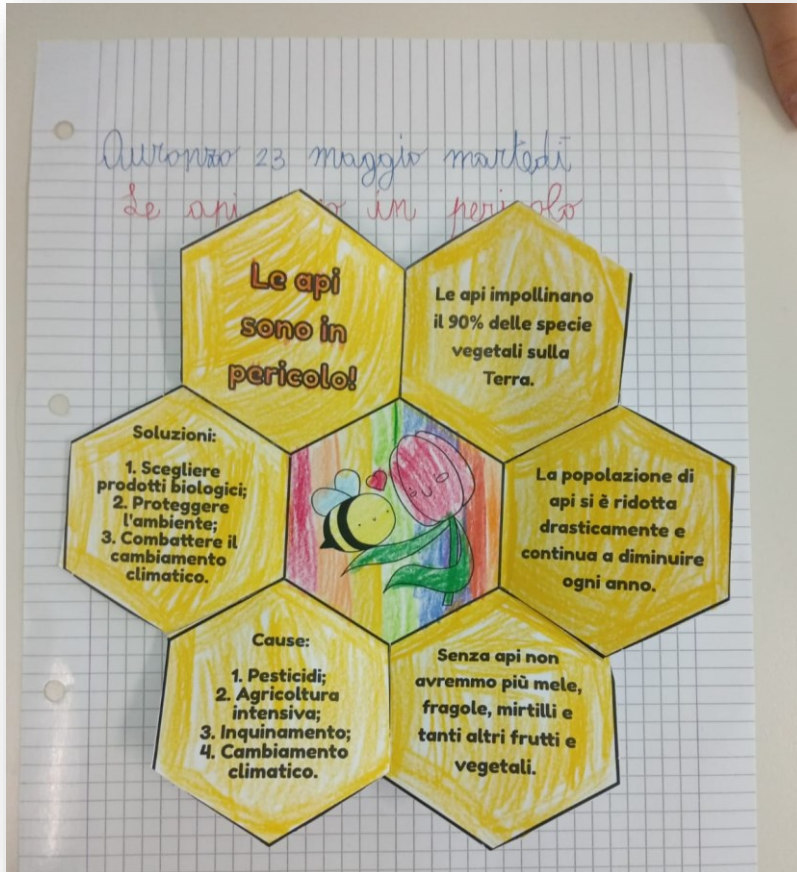 Auronzo 23 maggio martedì
Le api in pericolo
Le api
sono in
pericolo!
Le api impollinano
il 90% delle specie
vegetali sulla
Terra.
La popolazione di
api si è ridotta
drasticamente e
continua a diminuire
ogni anno.
Senza api non
avremmo più mele,
fragole, mirtilli e
tanti altri frutti e
vegetali.
Cause:
1. Pesticidi;
2. Agricoltura
intensiva;
3. Inquinamento;
4. Cambiamento
climatico.
Soluzioni:
1. Scegliere
prodotti biologici;
2. Proteggere
l'ambiente;
3. Combattere il
cambiamento
climatico.